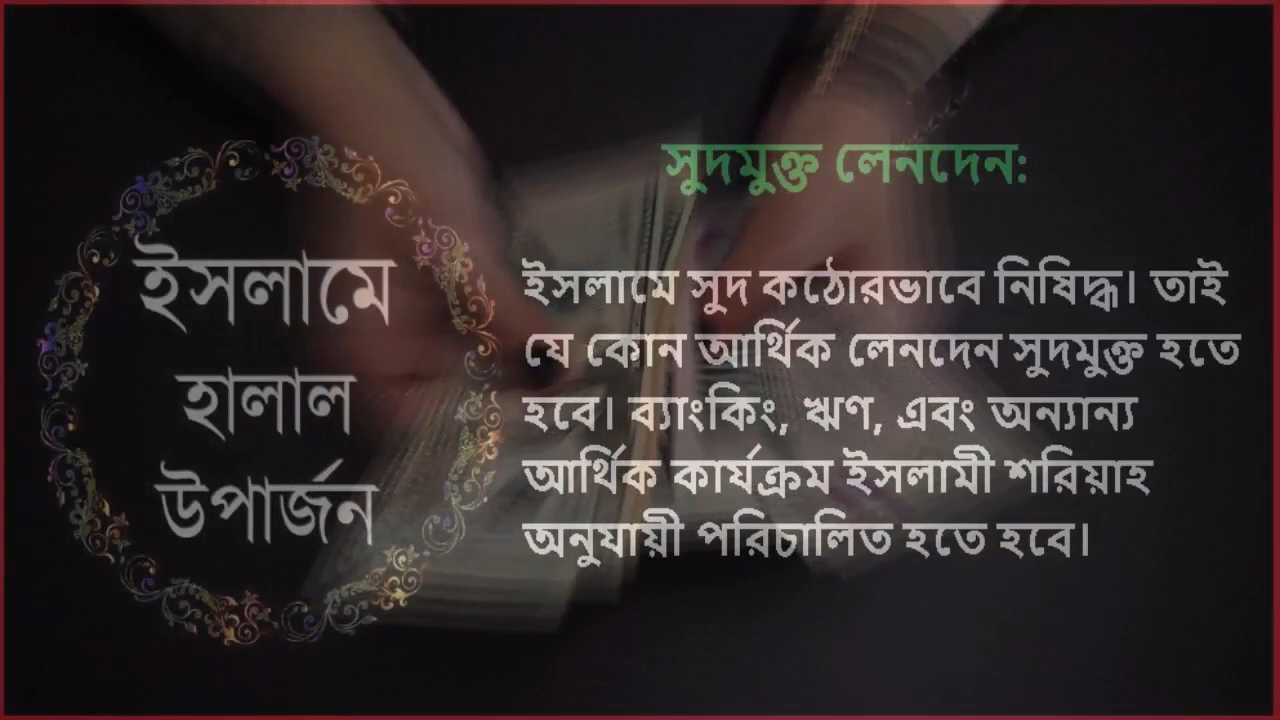 ইসলামে
হালাল
উপার্জন
সুদমুক্ত লেনদেন:
ইসলামে সুদ কঠোরভাবে নিষিদ্ধ। তাই
যে কোন আর্থিক লেনদেন সুদমুক্ত হতে
হবে। ব্যাংকিং, ঋণ, এবং অন্যান্য
আর্থিক কার্যক্রম ইসলামী শরিয়াহ
অনুযায়ী পরিচালিত হতে হবে।